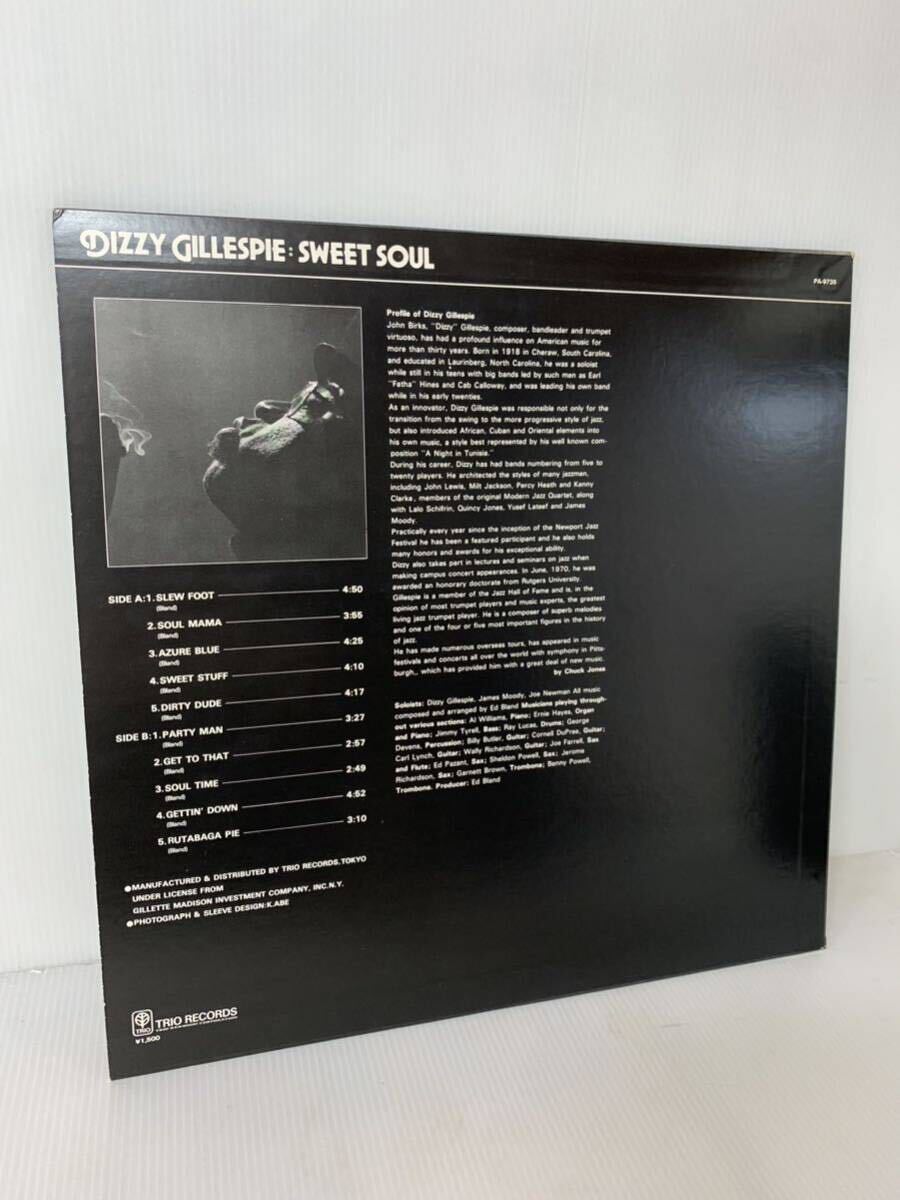 DIZZY GILLESPIE: SWEET SOUL
PA-9735
Profile of Dizzy Gillespie
John Birks, "Dizzy" Gillespie, composer, bandleader and trumpet
virtuoso, has had a profound influence on American music for
more than thirty years. Born in 1918 in Cheraw, South Carolina,
and educated in Laurinberg, North Carolina, he was a soloist
while still in his teens with big bands led by such men as Earl
"Fatha" Hines and Cab Calloway, and was leading his own band
while in his early twenties.
As an innovator, Dizzy Gillespie was responsible not only for the
transition from the swing to the more progressive style of jazz,
but also introduced African, Cuban and Oriental elements into
his own music, a style best represented by his well known com-
position "A Night in Tunisia."
During his career, Dizzy has had bands numbering from five to
twenty players. He architected the styles of many jazzman,
including John Lewis, Milt Jackson, Percy Heath and Kanny
Clarke, members of the original Modern Jazz Quartet, along
with Lalo Schifrin, Quincy Jones, Yusef Lateef and James
Moody.
Practically every year since the inception of the Newport Jazz
Festival he has been a featured participant and he also holds
many honors and awards for his exceptional ability.
Dizzy also takes part in lectures and seminars on jazz when
making campus concert appearances. In June, 1970, he was
awarded an honorary doctorate from Rutgers University.
Gillespie is a member of the Jazz Hall of Fame and is, in the
opinion of most trumpet players and music experts, the greatest
living jazz trumpet player. He is a composer of superb melodies
and one of the four or five most important figures in the history
of jazz.
He has made numerous overseas tours, has appeared in music
festivals and concerts all over the world with symphony in Pitts-
burgh,, which has provided him with a great deal of new music.
by Chuck Jones
Soloists: Dizzy Gillespie, James Moody, Joe Newman All music
composed and arranged by Ed Bland Musicians playing through-
out various sections: Al Williams, Piano; Ernie Hayes, Organ
and Piano; Jimmy Tyrell, Bass; Ray Lucas, Drums; George
Devens, Percussion; Billy Butler, Guitar; Cornell DuPree, Guitar;
Carl Lynch, Guitar; Wally Richardson, Guitar; Joe Farrell, Sax
and Flute; Ed Pazant, Sax; Sheldon Powell, Sax; Jerome
Richardson, Sax; Garnett Brown, Trombone; Benny Powell,
Trombone. Producer: Ed Bland
SIDE A:1. SLEW FOOT 4:50
(Bland)
2. SOUL MAMA 3:55
(Bland)
3. AZURE BLUE 4:25
(Bland)
4. SWEET STUFF 4:10
(Bland)
5. DIRTY DUDE 4:17
(Bland)
SIDE B:1. PARTY MAN 3:27
(Bland)
2. GET TO THAT 2:57
(Bland)
3. SOUL TIME 2:49
(Bland)
4. GETTIN' DOWN 4:52
(Bland)
5. RUTABAGA PIE 3:10
(Bland)
●MANUFACTURED & DISTRIBUTED BY TRIO RECORDS, TOKYO
UNDER LICENSE FROM
GILLETTE MADISON INVESTMENT COMPANY, INC.N.Y.
●PHOTOGRAPH & SLEEVE DESIGN:K.ABE
TRIO
TRIO RECORDS
¥1,500